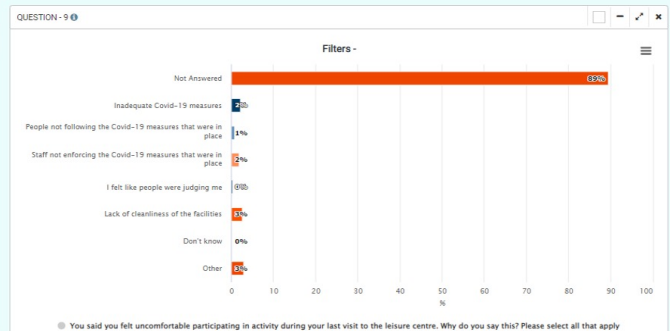 QUESTION - 9
Filters -
Not Answered
89%
Inadequate Covid-19 measures
2%
People not following the Covid-19 measures that were in
place
1%
Staff not enforcing the Covid-19 measures that were in
place
2%
I felt like people were judging me
0%
Lack of cleanliness of the facilities
3%
Don't know
0%
Other
3%
0 10 20 30 40 50 60 70 80 90 100
%
You said you felt uncomfortable participating in activity during your last visit to the leisure centre. Why do you say this? Please select all that apply